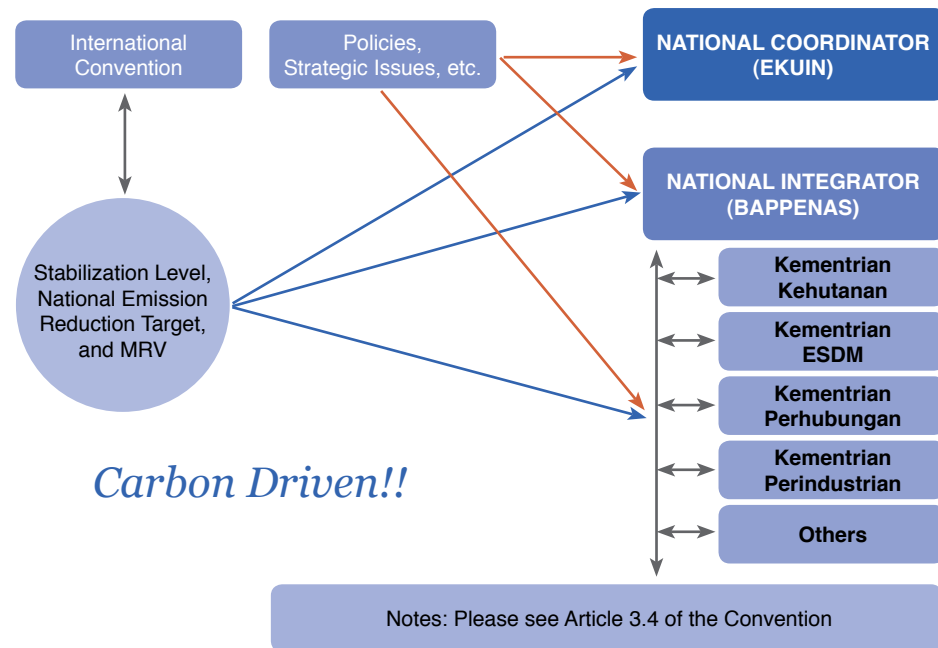 International
Convention
Policies,
Strategic Issues, etc.
NATIONAL COORDINATOR
(EKUIN)
NATIONAL INTEGRATOR
(BAPPENAS)
Stabilization Level,
National Emission
Reduction Target,
and MRV
Kementrian
Kehutanan
Kementrian
ESDM
Kementrian
Perhubungan
Kementrian
Perindustrian
Others
Carbon Driven!!
Notes: Please see Article 3.4 of the Convention